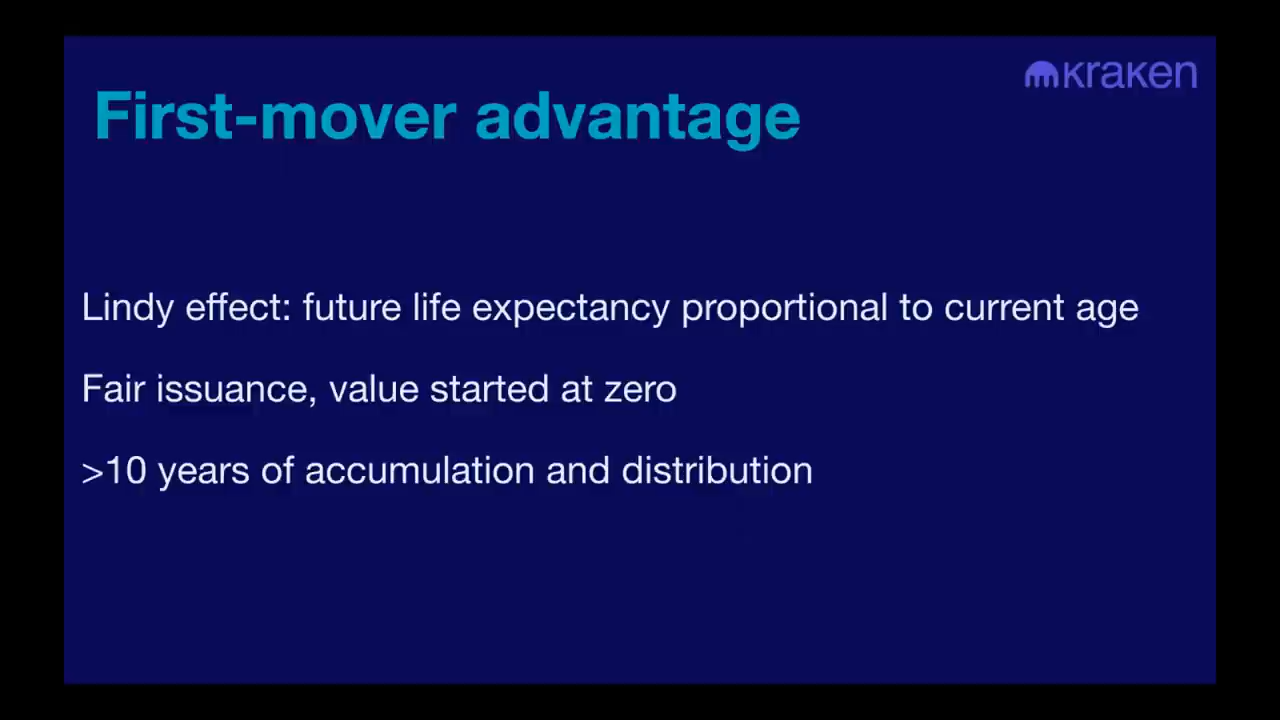 kraken
First-mover advantage
Lindy effect: future life expectancy proportional to current age
Fair issuance, value started at zero
>10 years of accumulation and distribution